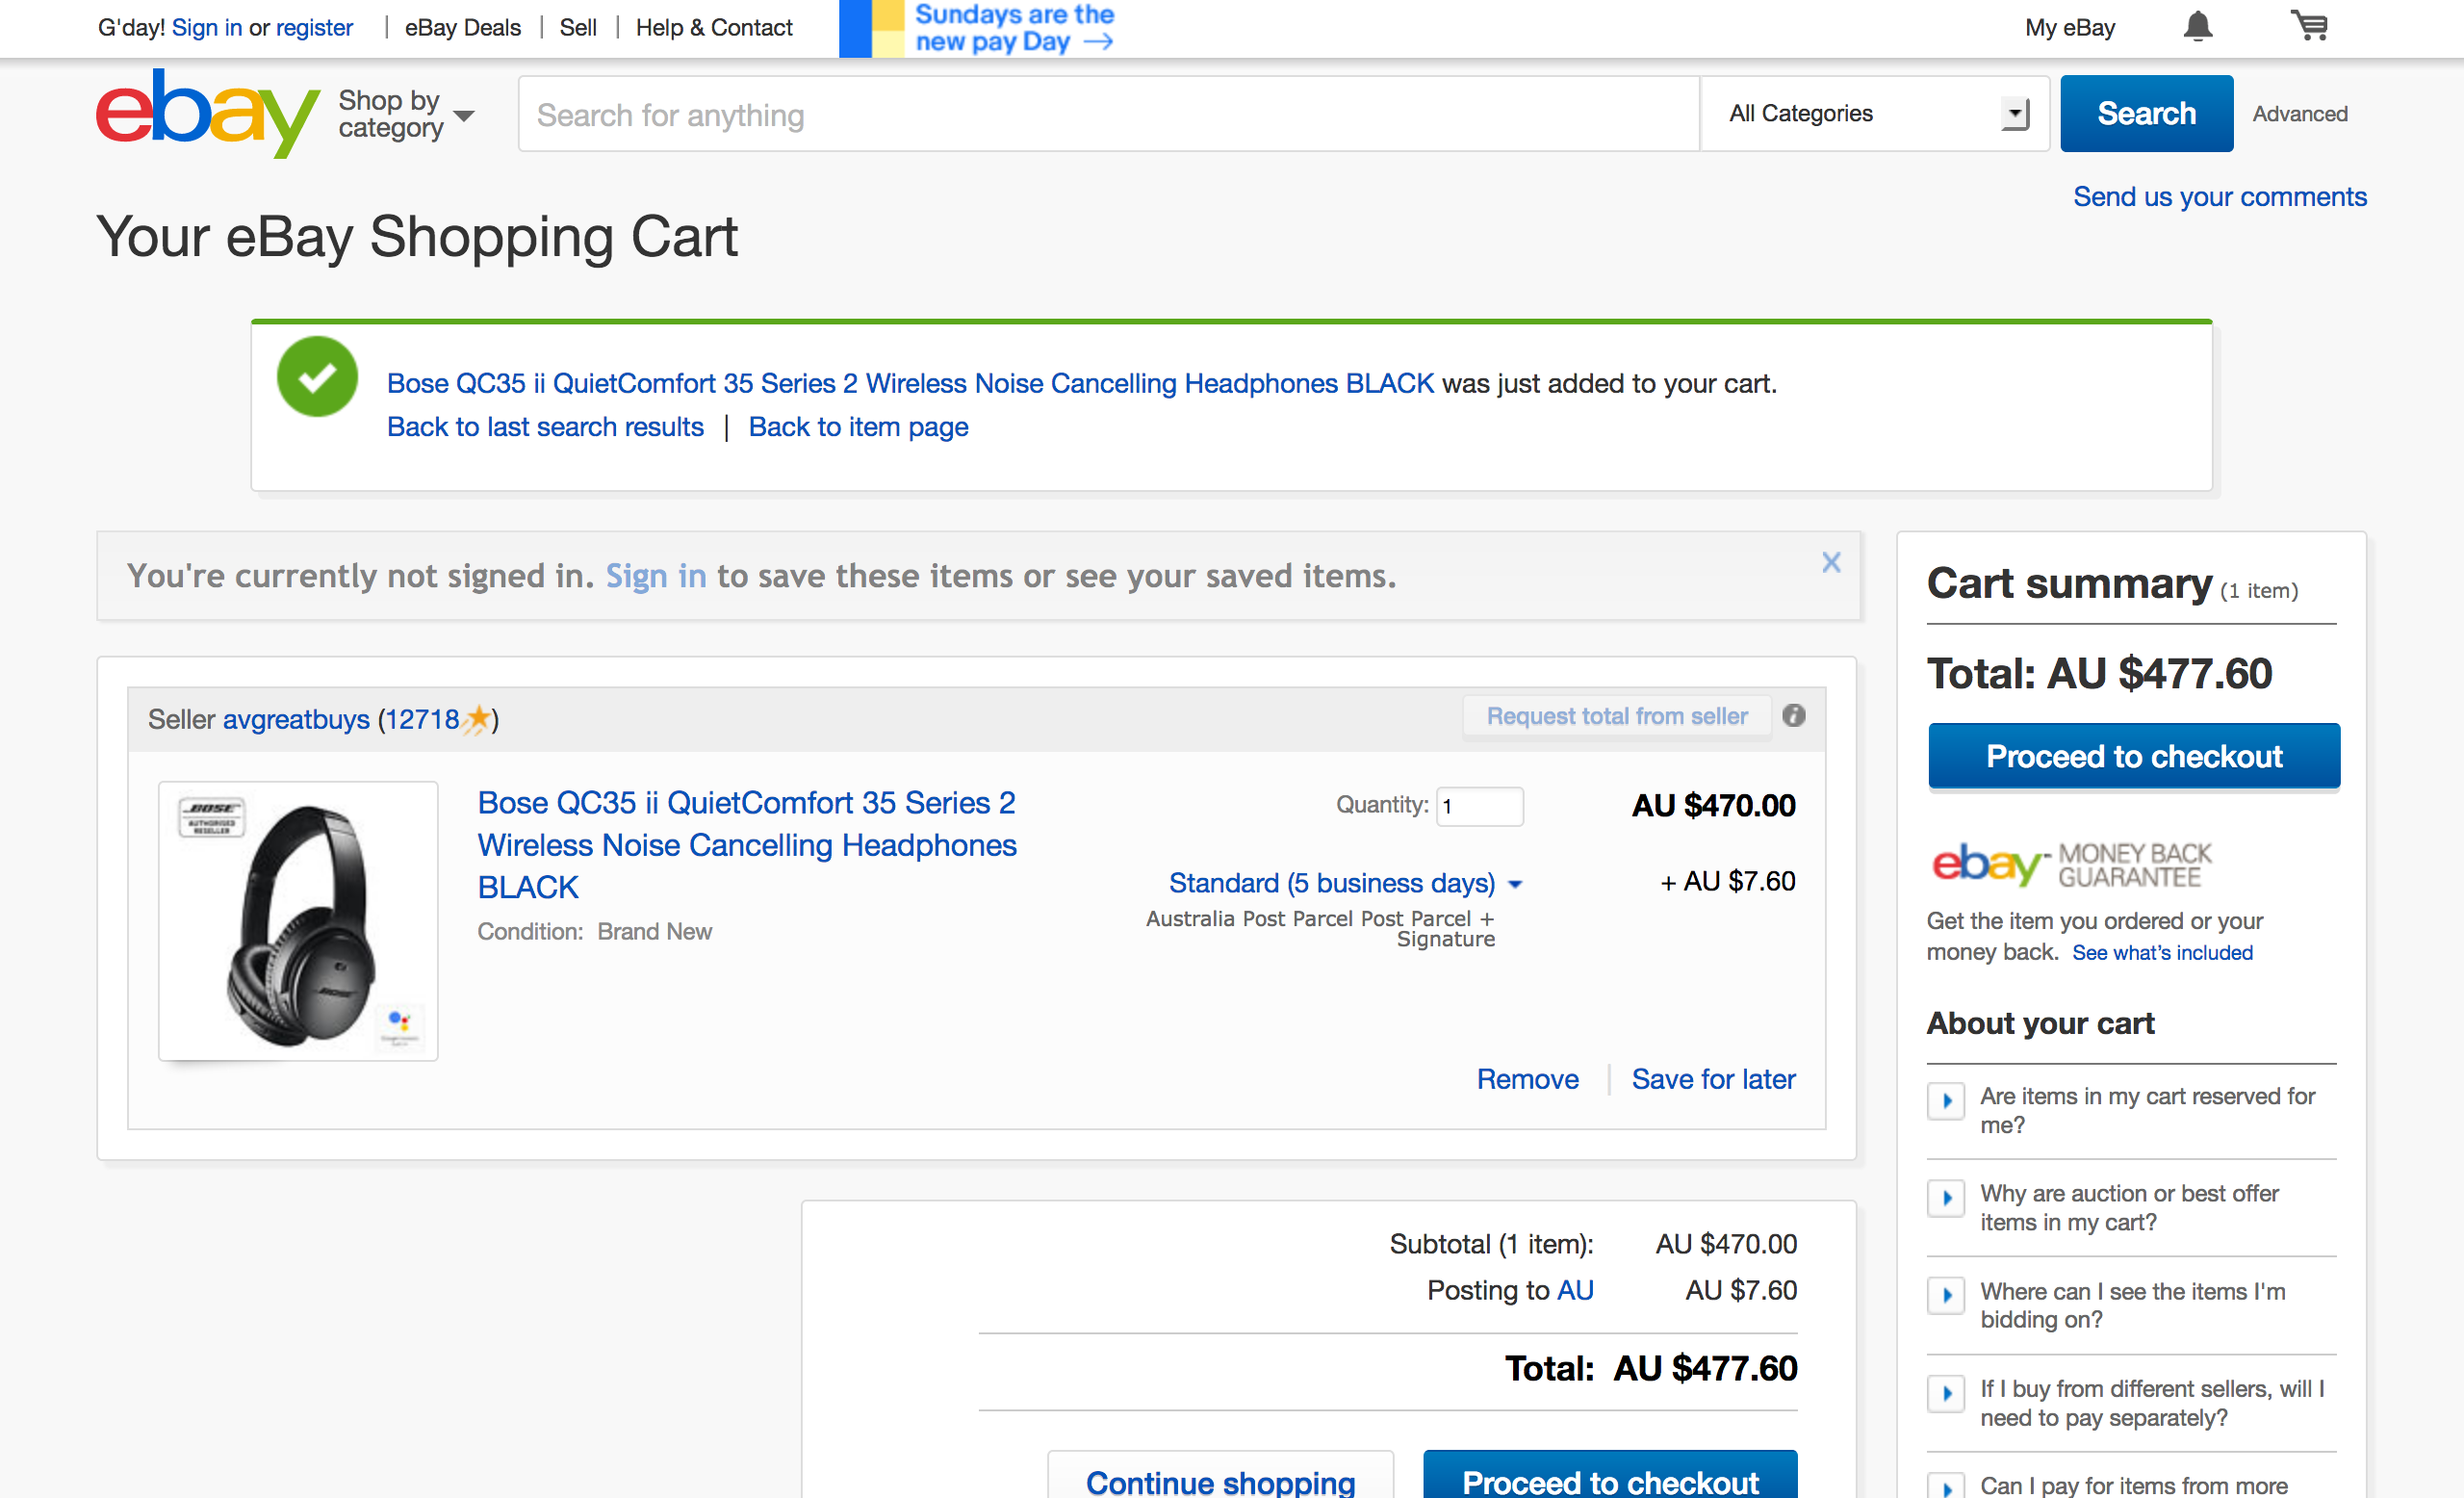 G'day! Sign in or register | eBay Deals | Sell | Help & Contact
Sundays are the
new pay Day →
My eBay
ebay
Shop by
category
Search for anything
All Categories
Search
Advanced
Send us your comments
Your eBay Shopping Cart
Bose QC35 ii QuietComfort 35 Series 2 Wireless Noise Cancelling Headphones BLACK was just added to your cart.
Back to last search results | Back to item page
You're currently not signed in. Sign in to save these items or see your saved items.
X
Seller avgreatbuys (12718)
Request total from seller
BOSE
AUTHORISED
RESELLER
BOSE
Bose QC35 ii QuietComfort 35 Series 2
Wireless Noise Cancelling Headphones
BLACK
Condition: Brand New
Quantity: 1
AU $470.00
Standard (5 business days)
+ AU $7.60
Australia Post Parcel Post Parcel +
Signature
Remove | Save for later
Subtotal (1 item): AU $470.00
Posting to AU AU $7.60
Total: AU $477.60
Continue shopping
Proceed to checkout
Cart summary (1 item)
Total: AU $477.60
Proceed to checkout
ebay™ MONEY BACK
GUARANTEE
Get the item you ordered or your
money back. See what's included
About your cart
Are items in my cart reserved for
me?
Why are auction or best offer
items in my cart?
Where can I see the items I'm
bidding on?
If I buy from different sellers, will I
need to pay separately?
Can I pay for items from more